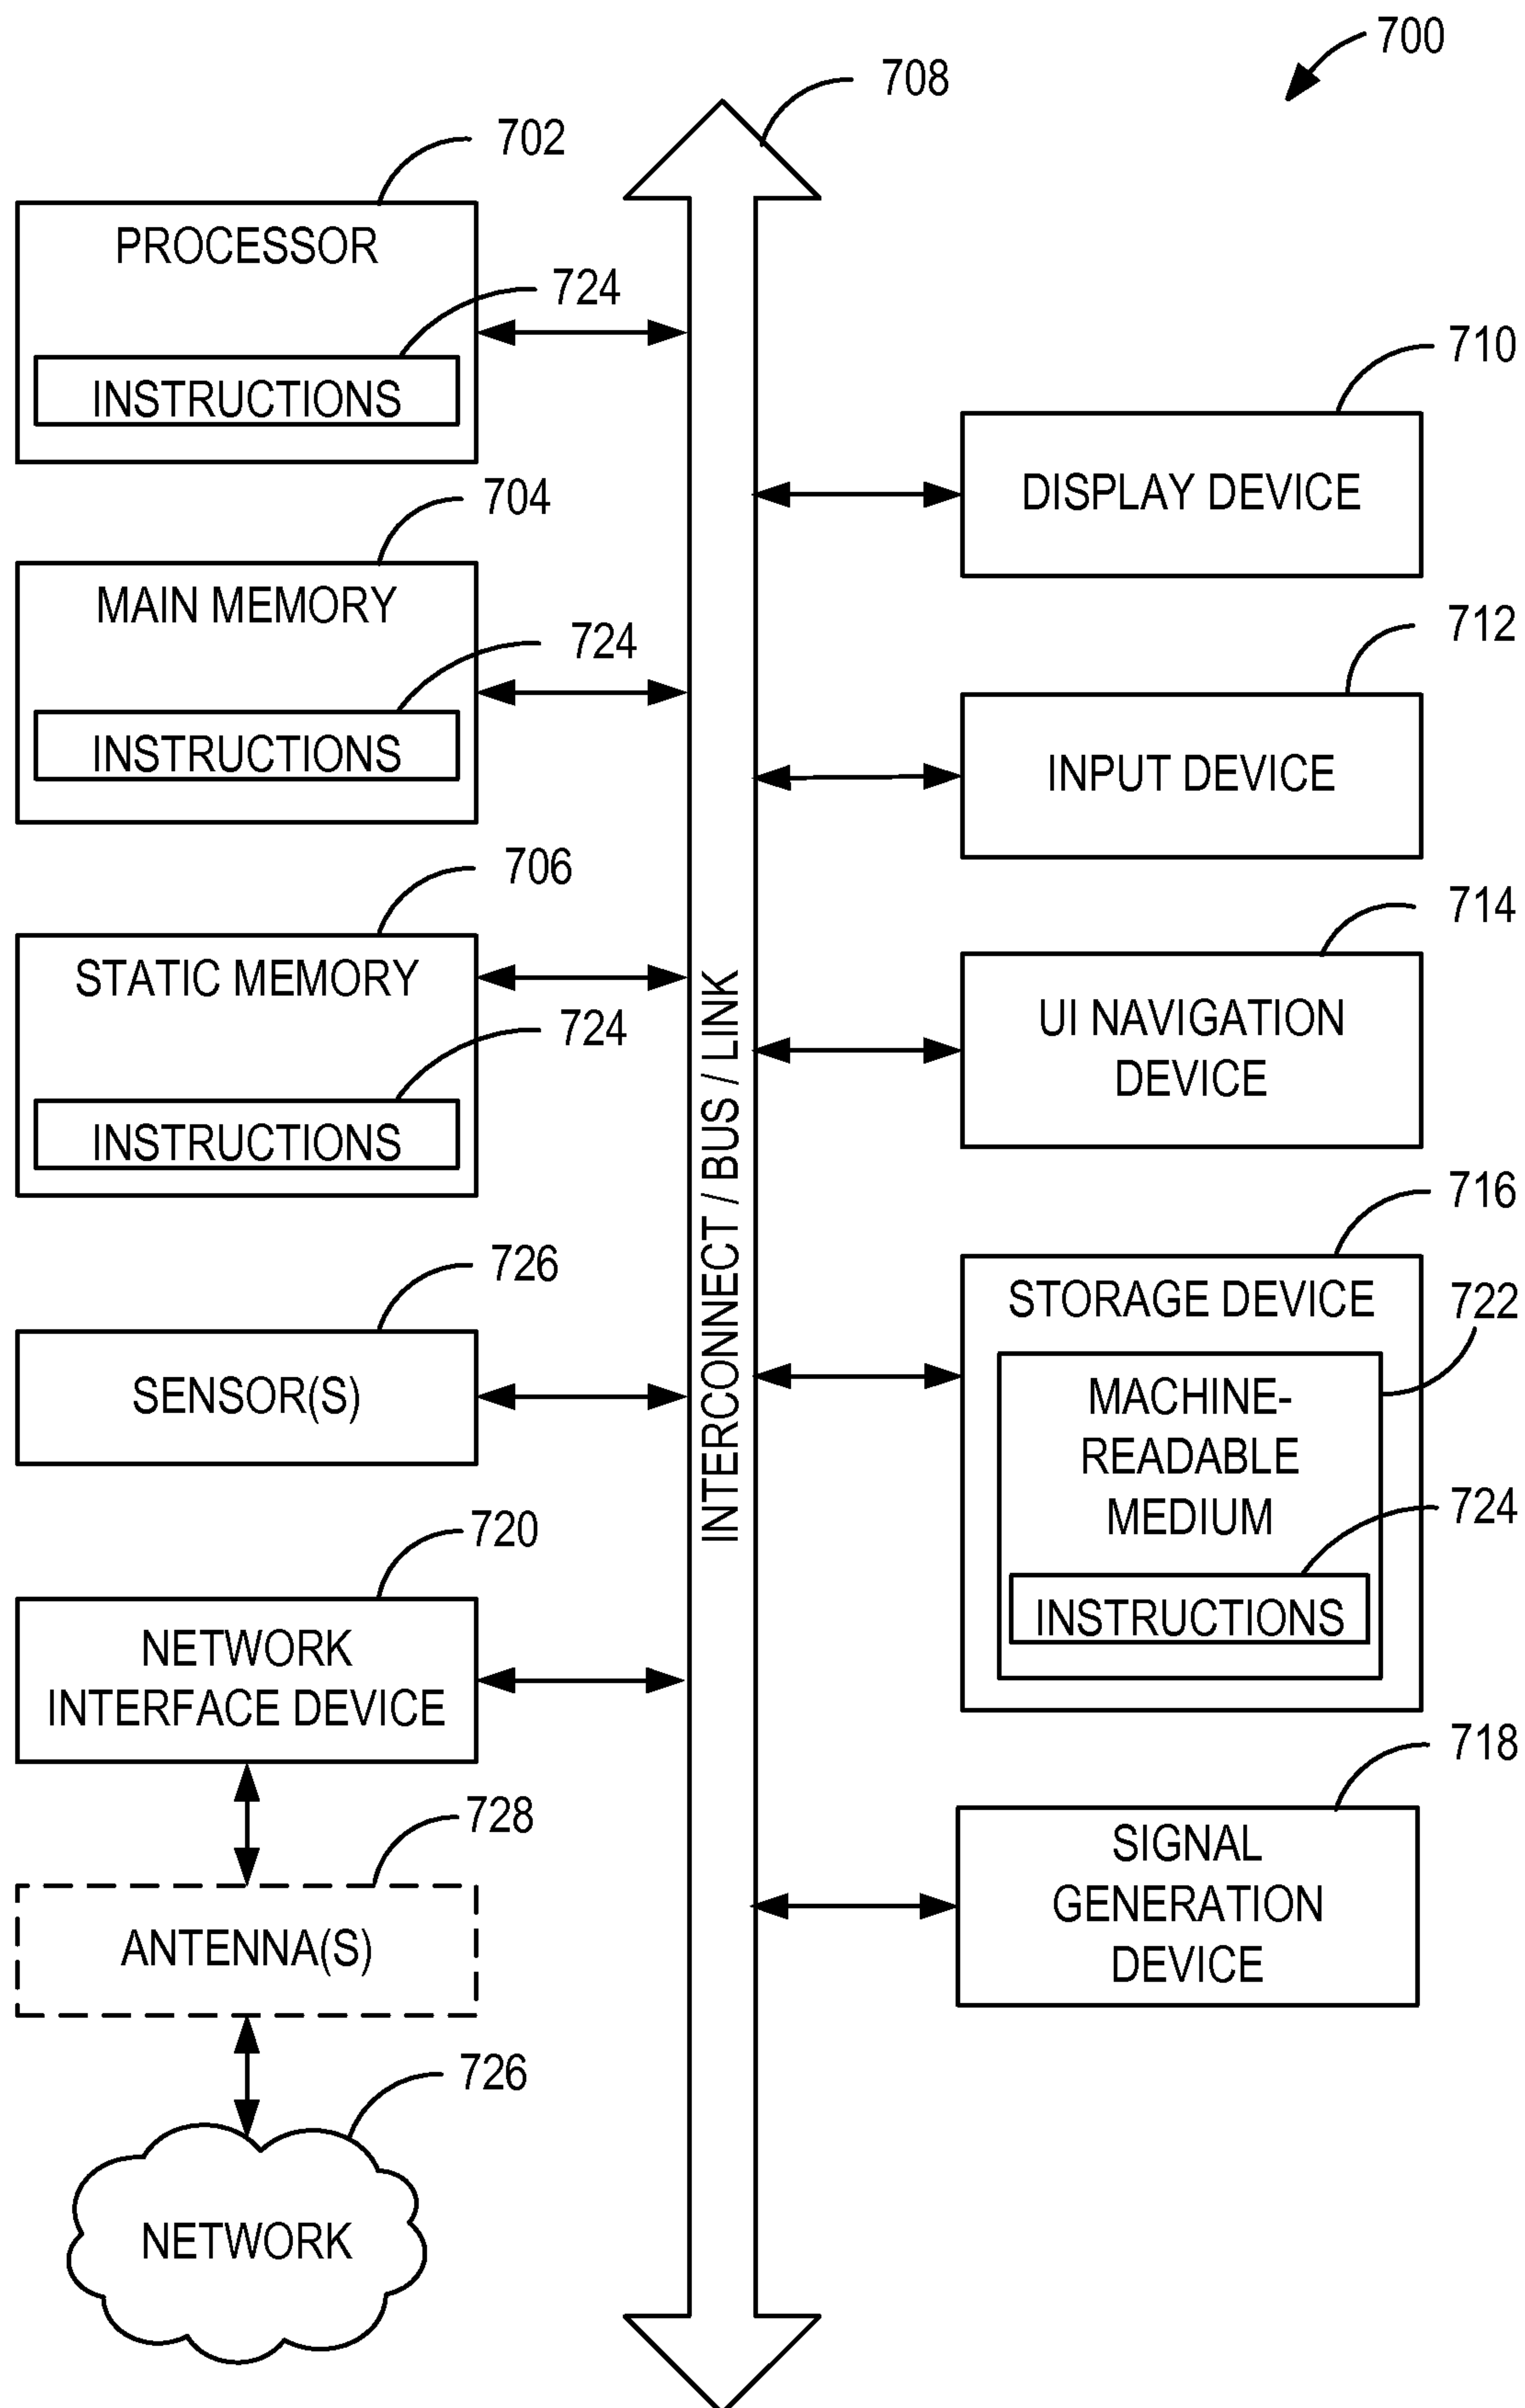 700
708
702
PROCESSOR
724
INSTRUCTIONS
704
MAIN MEMORY
724
INSTRUCTIONS
706
STATIC MEMORY
724
INSTRUCTIONS
726
SENSOR(S)
720
NETWORK
INTERFACE DEVICE
728
ANTENNA(S)
726
NETWORK
INTERCONNECT / BUS / LINK
710
DISPLAY DEVICE
712
INPUT DEVICE
714
UI NAVIGATION
DEVICE
716
STORAGE DEVICE
722
MACHINE-
READABLE
MEDIUM
724
INSTRUCTIONS
718
SIGNAL
GENERATION
DEVICE